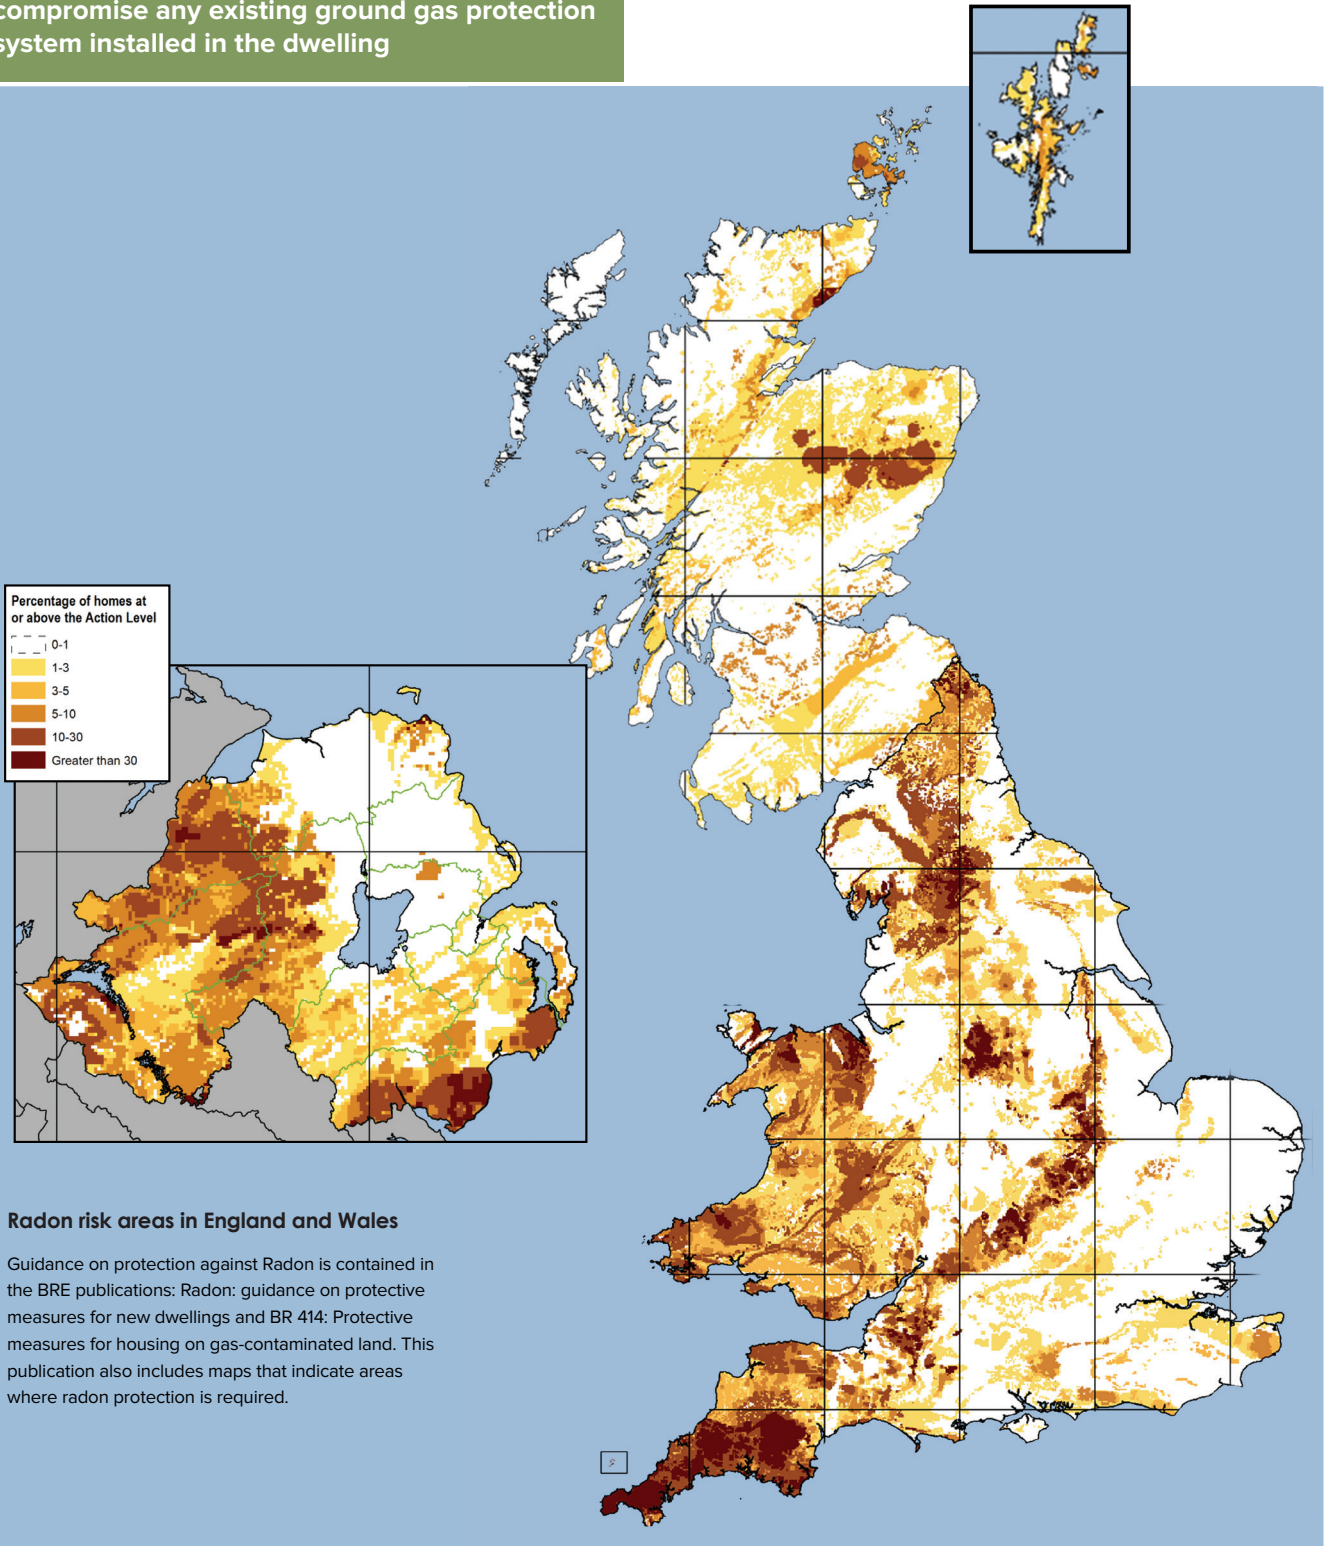 compromise any existing ground gas protection
system installed in the dwelling
Percentage of homes at
or above the Action Level
0-1
1-3
3-5
5-10
10-30
Greater than 30
Radon risk areas in England and Wales
Guidance on protection against Radon is contained in
the BRE publications: Radon: guidance on protective
measures for new dwellings and BR 414: Protective
measures for housing on gas-contaminated land. This
publication also includes maps that indicate areas
where radon protection is required.